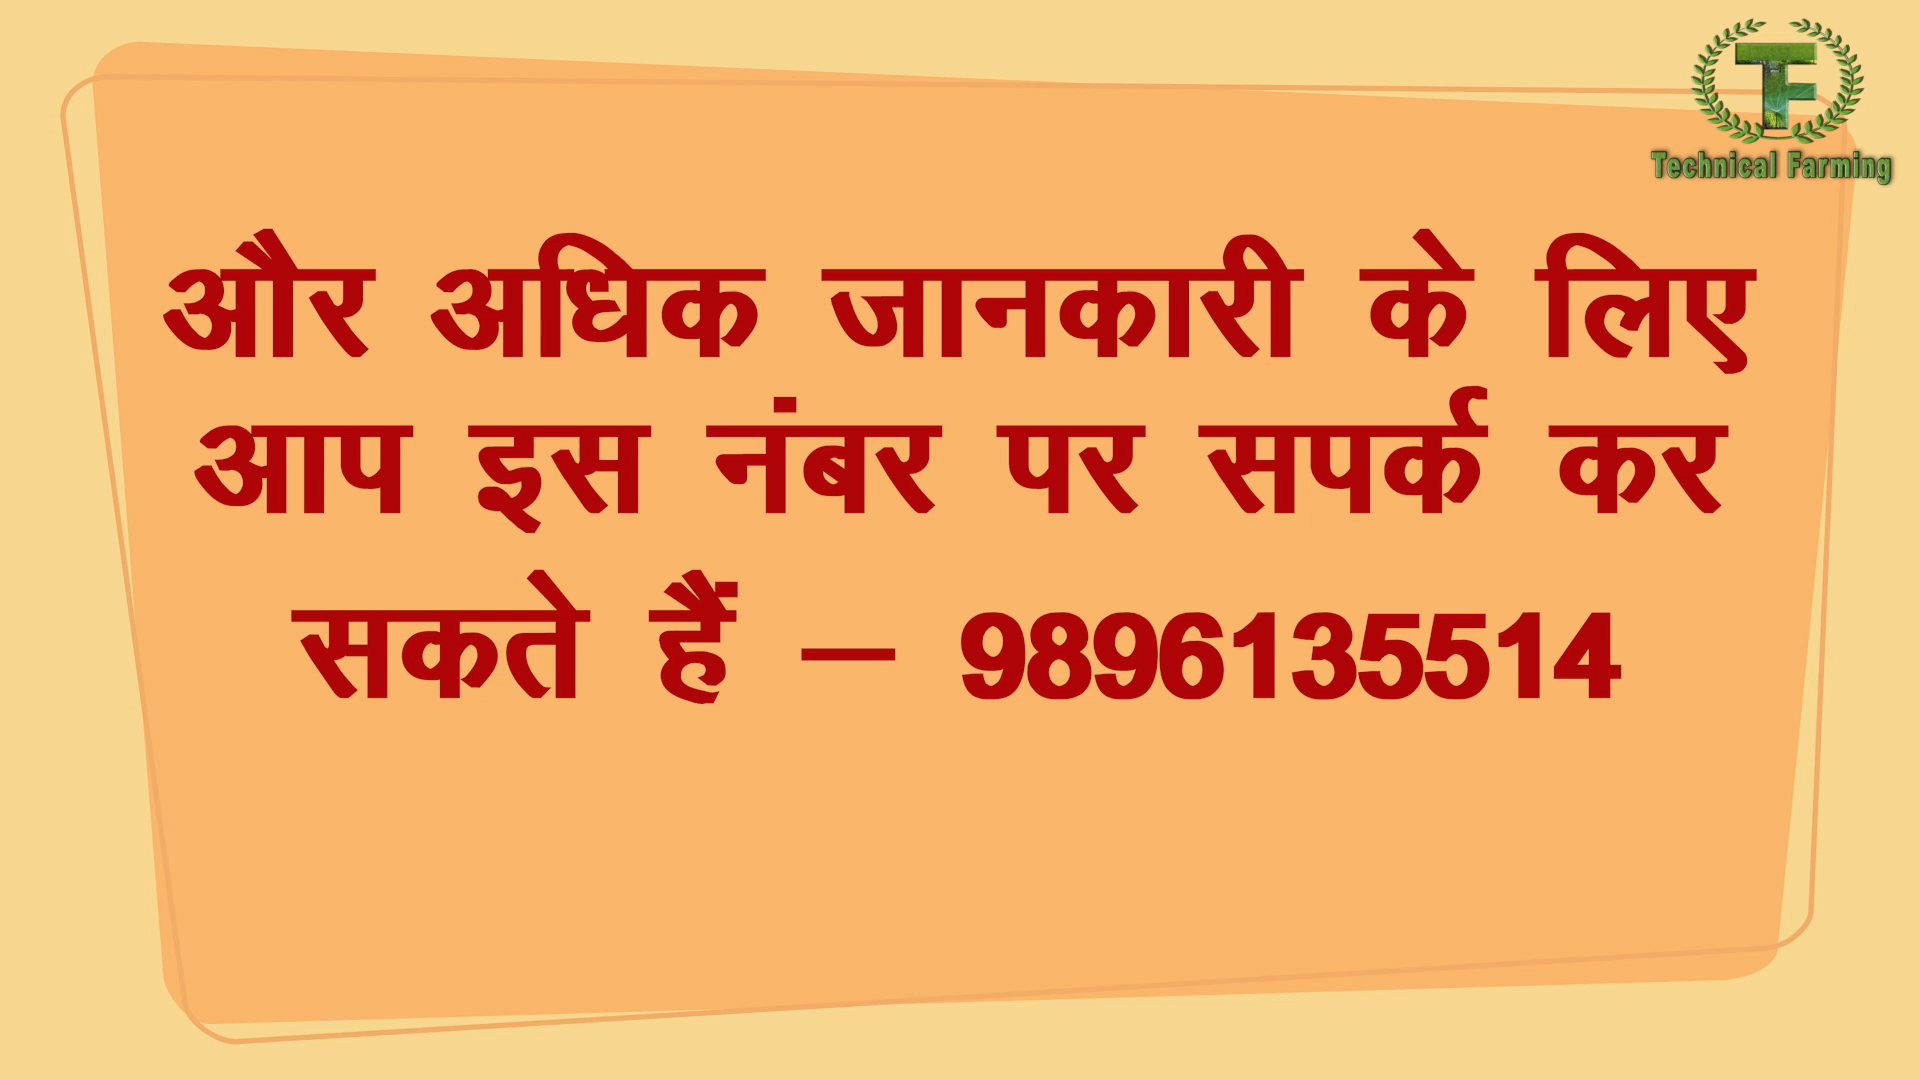 Technical Farming
और अधिक जानकारी के लिए
आप इस नंबर पर सपर्क कर
सकते हैं – 9896135514